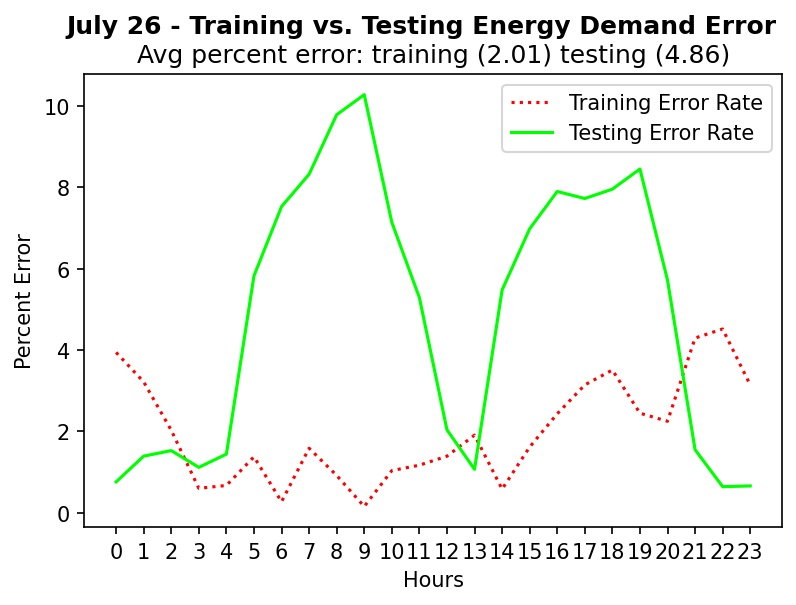 July 26 - Training vs. Testing Energy Demand Error
Avg percent error: training (2.01) testing (4.86)
Training Error Rate
Testing Error Rate
Percent Error
10
8
6
4
2
0
0 1 2 3 4 5 6 7 8 9 10 11 12 13 14 15 16 17 18 19 20 21 22 23
Hours